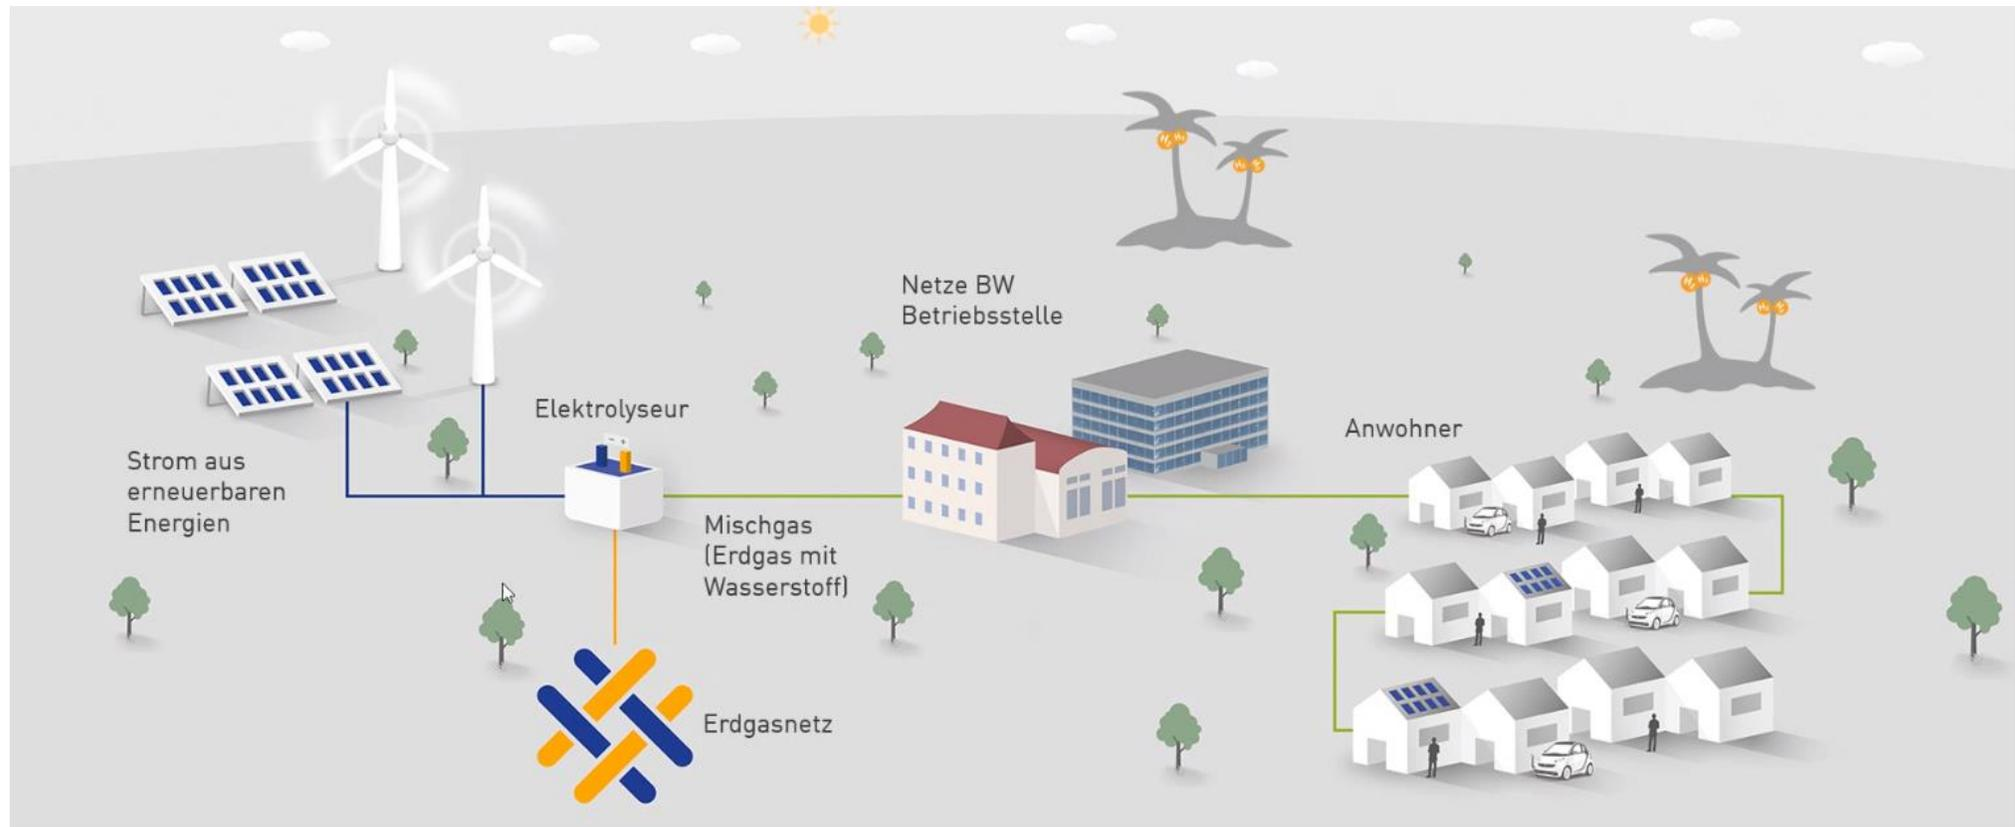 Netze BW
Betriebsstelle
Elektrolyseur
Anwohner
Strom aus
erneuerbaren
Energien
Mischgas
(Erdgas mit
Wasserstoff)
Erdgasnetz